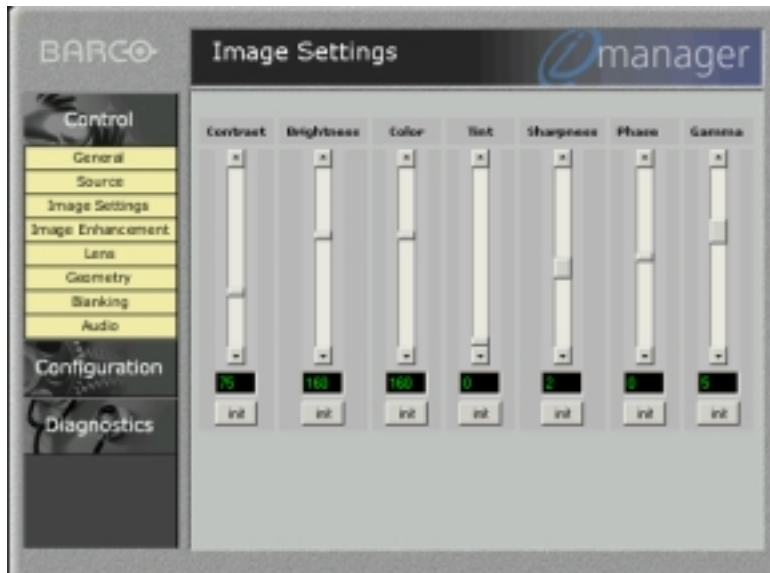 BARCO
Image Settings
imanager
Control
General
Source
Image Settings
Image Enhancement
Lens
Geometry
Blanking
Audio
Configuration
Diagnostics
Contrast Brightness Color Tint Sharpness Phase Gamma
75 160 160 0 2 0 5
init init init init init init init